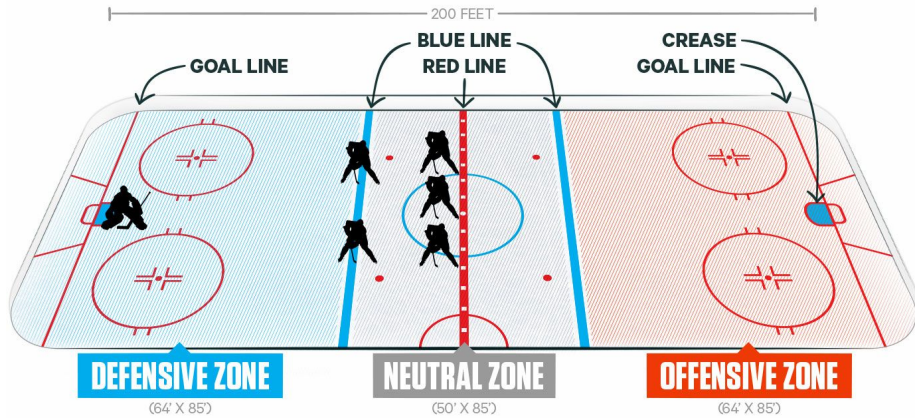 200 FEET
BLUE LINE
CREASE
GOAL LINE
RED LINE
GOAL LINE
DEFENSIVE ZONE
NEUTRAL ZONE
OFFENSIVE ZONE
(64' X 85')
(50' X 85')
(64' X 85')